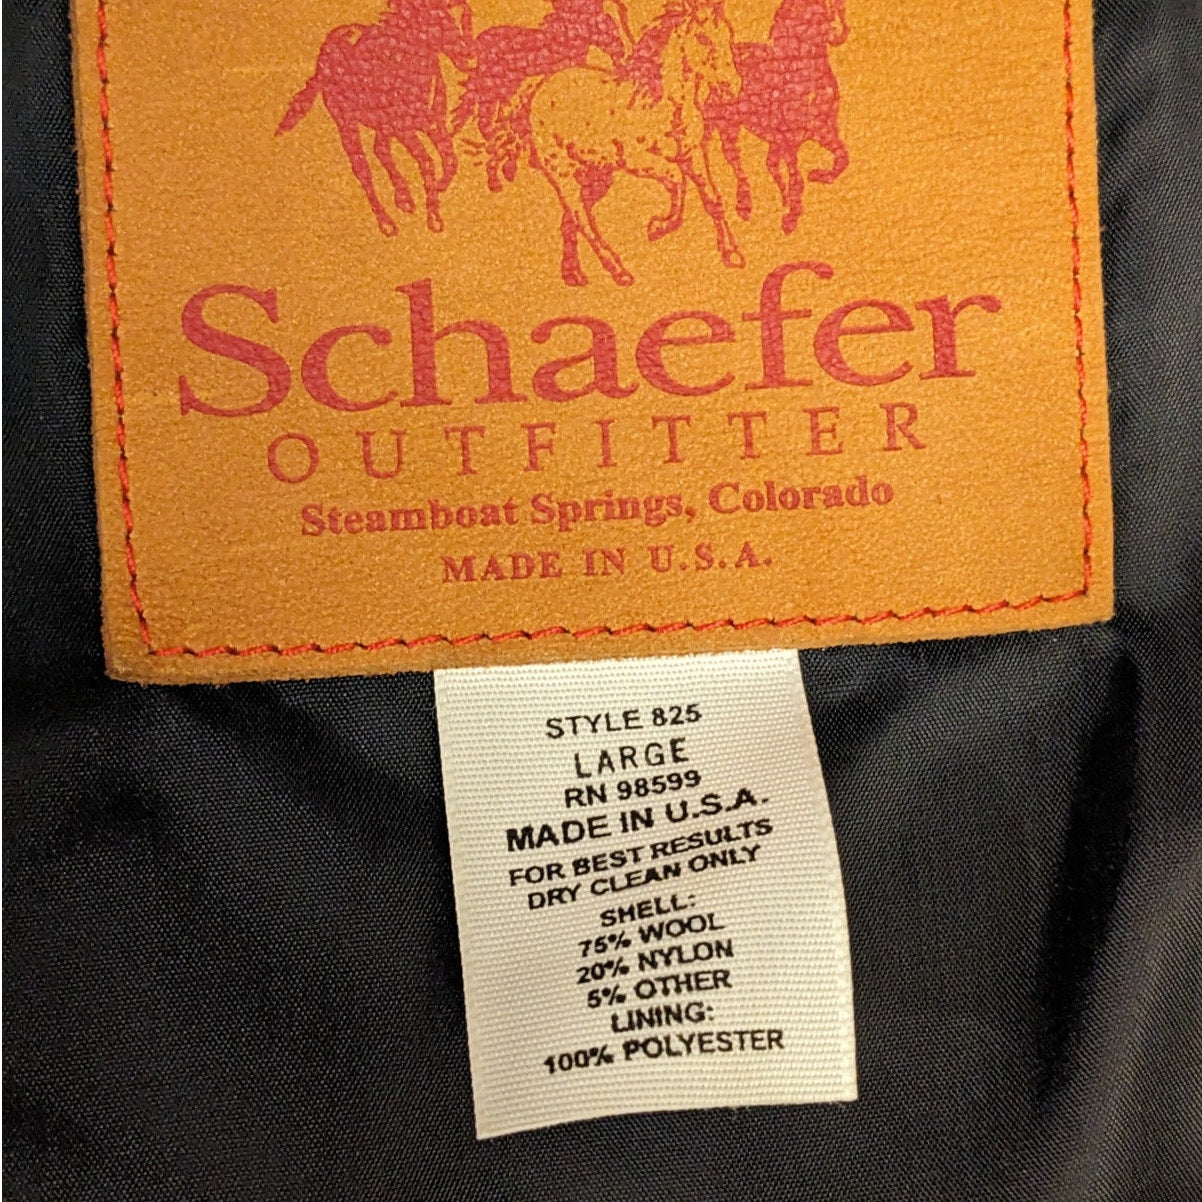 Schaefer
OUTFITTER
Steamboat Springs, Colorado
MADE IN U.S.A.
STYLE 825
LARGE
RN 98599
MADE IN U.S.A.
FOR BEST RESULTS
DRY CLEAN ONLY
SHELL:
75% WOOL
20% NYLON
5% OTHER
LINING:
100% POLYESTER